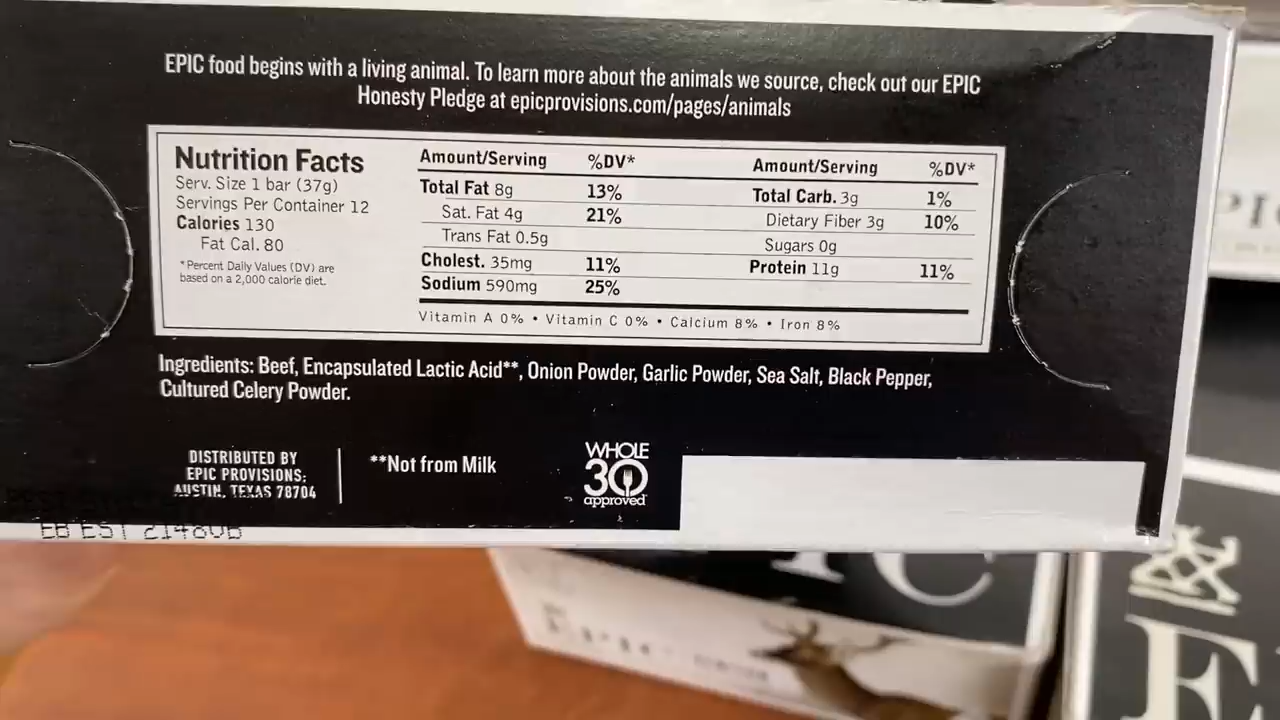 EPIC food begins with a living animal. To learn more about the animals we source, check out our EPIC
Honesty Pledge at epicprovisions.com/pages/animals
Nutrition Facts
Serv. Size 1 bar (37g)
Servings Per Container 12
Calories 130
Fat Cal. 80
*Percent Daily Values (DV) are
based on a 2,000 calorie diet.
Amount/Serving %DV*
Total Fat 8g 13%
Sat. Fat 4g 21%
Trans Fat 0.5g
Cholest. 35mg 11%
Sodium 590mg 25%
Amount/Serving %DV*
Total Carb. 3g 1%
Dietary Fiber 3g 10%
Sugars 0g
Protein 11g 11%
Vitamin A 0% • Vitamin C 0% • Calcium 8% • Iron 8%
Ingredients: Beef, Encapsulated Lactic Acid**, Onion Powder, Garlic Powder, Sea Salt, Black Pepper,
Cultured Celery Powder.
DISTRIBUTED BY
EPIC PROVISIONS:
AUSTIN, TEXAS 78704
**Not from Milk
WHOLE
30
approved
EPIC